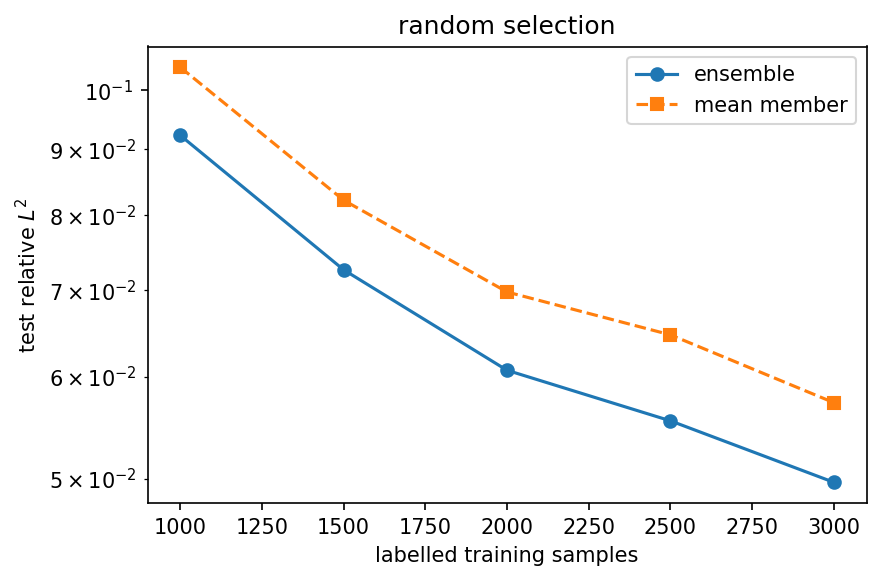 random selection
ensemble
mean member
10⁻¹
9 × 10⁻²
8 × 10⁻²
7 × 10⁻²
6 × 10⁻²
5 × 10⁻²
test relative L²
1000 1250 1500 1750 2000 2250 2500 2750 3000
labelled training samples